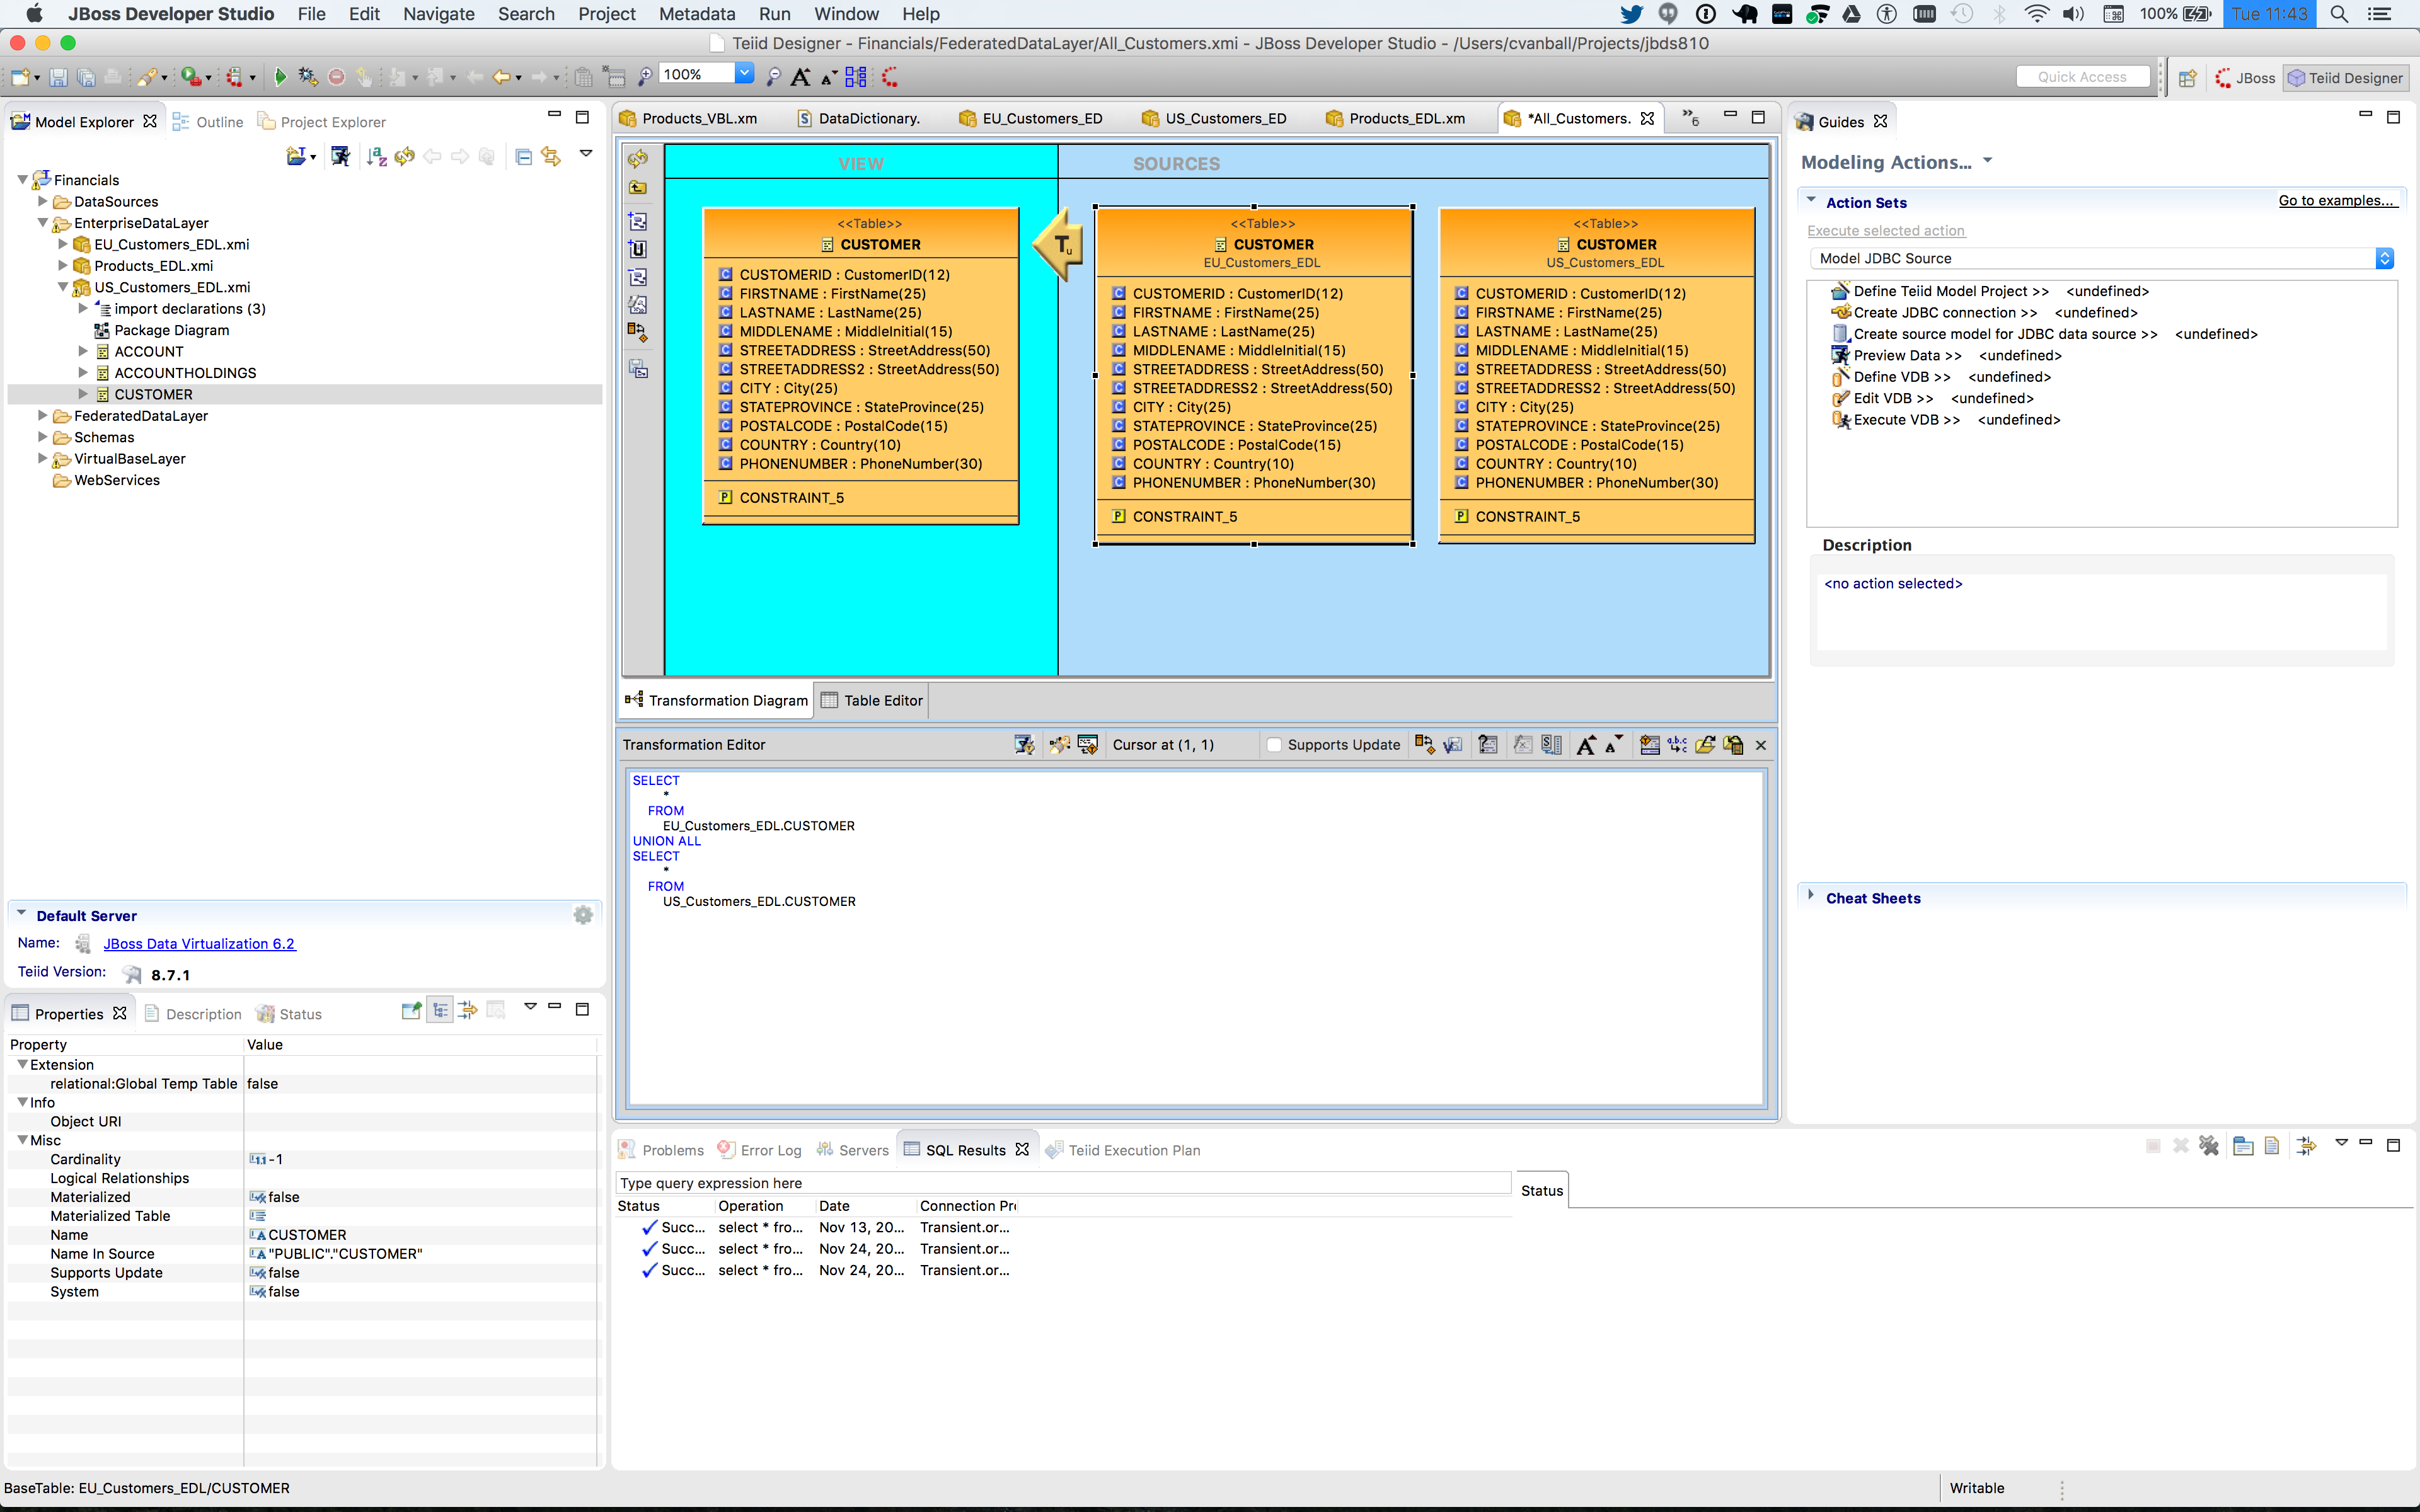 JBoss Developer Studio File Edit Navigate Search Project Metadata Run Window Help 100% Tue 11:43
Teiid Designer - Financials/FederatedDataLayer/All_Customers.xmi - JBoss Developer Studio - /Users/cvanball/Projects/jbds810
100% Quick Access JBoss Teiid Designer
Model Explorer Outline Project Explorer
Financials
DataSources
EnterpriseDataLayer
EU_Customers_EDL.xmi
Products_EDL.xmi
US_Customers_EDL.xmi
import declarations (3)
Package Diagram
ACCOUNT
ACCOUNTHOLDINGS
CUSTOMER
FederatedDataLayer
Schemas
VirtualBaseLayer
WebServices
Default Server
Name: JBoss Data Virtualization 6.2
Teiid Version: 8.7.1
Properties Description Status
Property Value
Extension
relational:Global Temp Table false
Info
Object URI
Misc
Cardinality -1
Logical Relationships
Materialized false
Materialized Table
Name CUSTOMER
Name In Source "PUBLIC"."CUSTOMER"
Supports Update false
System false
Products_VBL.xm DataDictionary. EU_Customers_ED US_Customers_ED Products_EDL.xm *All_Customers. »6
VIEW SOURCES
<<Table>>
CUSTOMER
CUSTOMERID : CustomerID(12)
FIRSTNAME : FirstName(25)
LASTNAME : LastName(25)
MIDDLENAME : MiddleInitial(15)
STREETADDRESS : StreetAddress(50)
STREETADDRESS2 : StreetAddress(50)
CITY : City(25)
STATEPROVINCE : StateProvince(25)
POSTALCODE : PostalCode(15)
COUNTRY : Country(10)
PHONENUMBER : PhoneNumber(30)
CONSTRAINT_5
Tu
<<Table>>
CUSTOMER
EU_Customers_EDL
CUSTOMERID : CustomerID(12)
FIRSTNAME : FirstName(25)
LASTNAME : LastName(25)
MIDDLENAME : MiddleInitial(15)
STREETADDRESS : StreetAddress(50)
STREETADDRESS2 : StreetAddress(50)
CITY : City(25)
STATEPROVINCE : StateProvince(25)
POSTALCODE : PostalCode(15)
COUNTRY : Country(10)
PHONENUMBER : PhoneNumber(30)
CONSTRAINT_5
<<Table>>
CUSTOMER
US_Customers_EDL
CUSTOMERID : CustomerID(12)
FIRSTNAME : FirstName(25)
LASTNAME : LastName(25)
MIDDLENAME : MiddleInitial(15)
STREETADDRESS : StreetAddress(50)
STREETADDRESS2 : StreetAddress(50)
CITY : City(25)
STATEPROVINCE : StateProvince(25)
POSTALCODE : PostalCode(15)
COUNTRY : Country(10)
PHONENUMBER : PhoneNumber(30)
CONSTRAINT_5
Transformation Diagram Table Editor
Transformation Editor Cursor at (1, 1) Supports Update
SELECT
*
FROM
EU_Customers_EDL.CUSTOMER
UNION ALL
SELECT
*
FROM
US_Customers_EDL.CUSTOMER
Problems Error Log Servers SQL Results Teiid Execution Plan
Type query expression here
Status Operation Date Connection Pr
Succ... select * fro... Nov 13, 20... Transient.or...
Succ... select * fro... Nov 24, 20... Transient.or...
Succ... select * fro... Nov 24, 20... Transient.or...
Status
Guides
Modeling Actions...
Action Sets Go to examples...
Execute selected action
Model JDBC Source
Define Teiid Model Project >> <undefined>
Create JDBC connection >> <undefined>
Create source model for JDBC data source >> <undefined>
Preview Data >> <undefined>
Define VDB >> <undefined>
Edit VDB >> <undefined>
Execute VDB >> <undefined>
Description
<no action selected>
Cheat Sheets
BaseTable: EU_Customers_EDL/CUSTOMER Writable